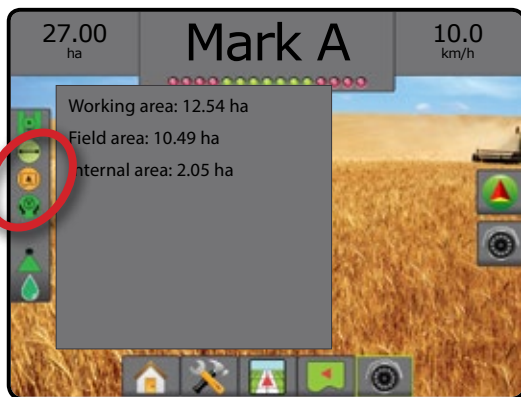 27.00
ha
Mark A
10.0
km/h
Working area: 12.54 ha
Field area: 10.49 ha
nternal area: 2.05 ha